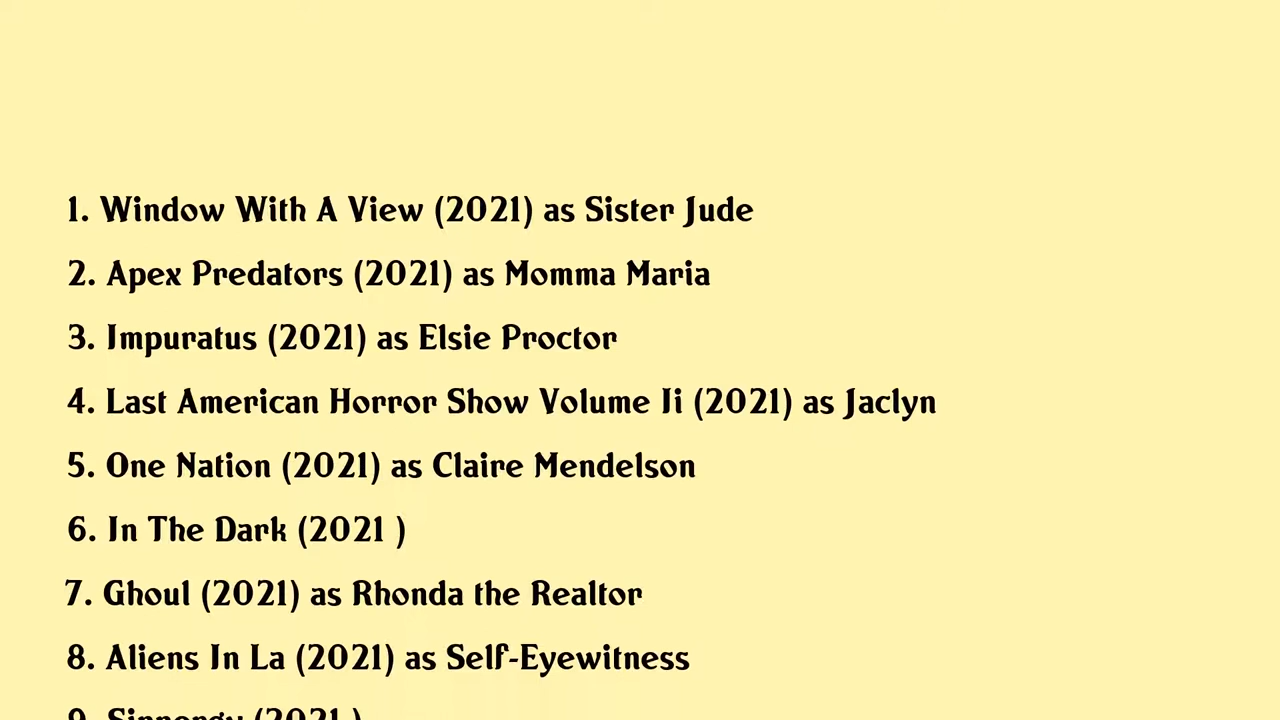 1. Window With A View (2021) as Sister Jude
2. Apex Predators (2021) as Momma Maria
3. Impuratus (2021) as Elsie Proctor
4. Last American Horror Show Volume Ii (2021) as Jaclyn
5. One Nation (2021) as Claire Mendelson
6. In The Dark (2021 )
7. Ghoul (2021) as Rhonda the Realtor
8. Aliens In La (2021) as Self-Eyewitness
9. (2021 )